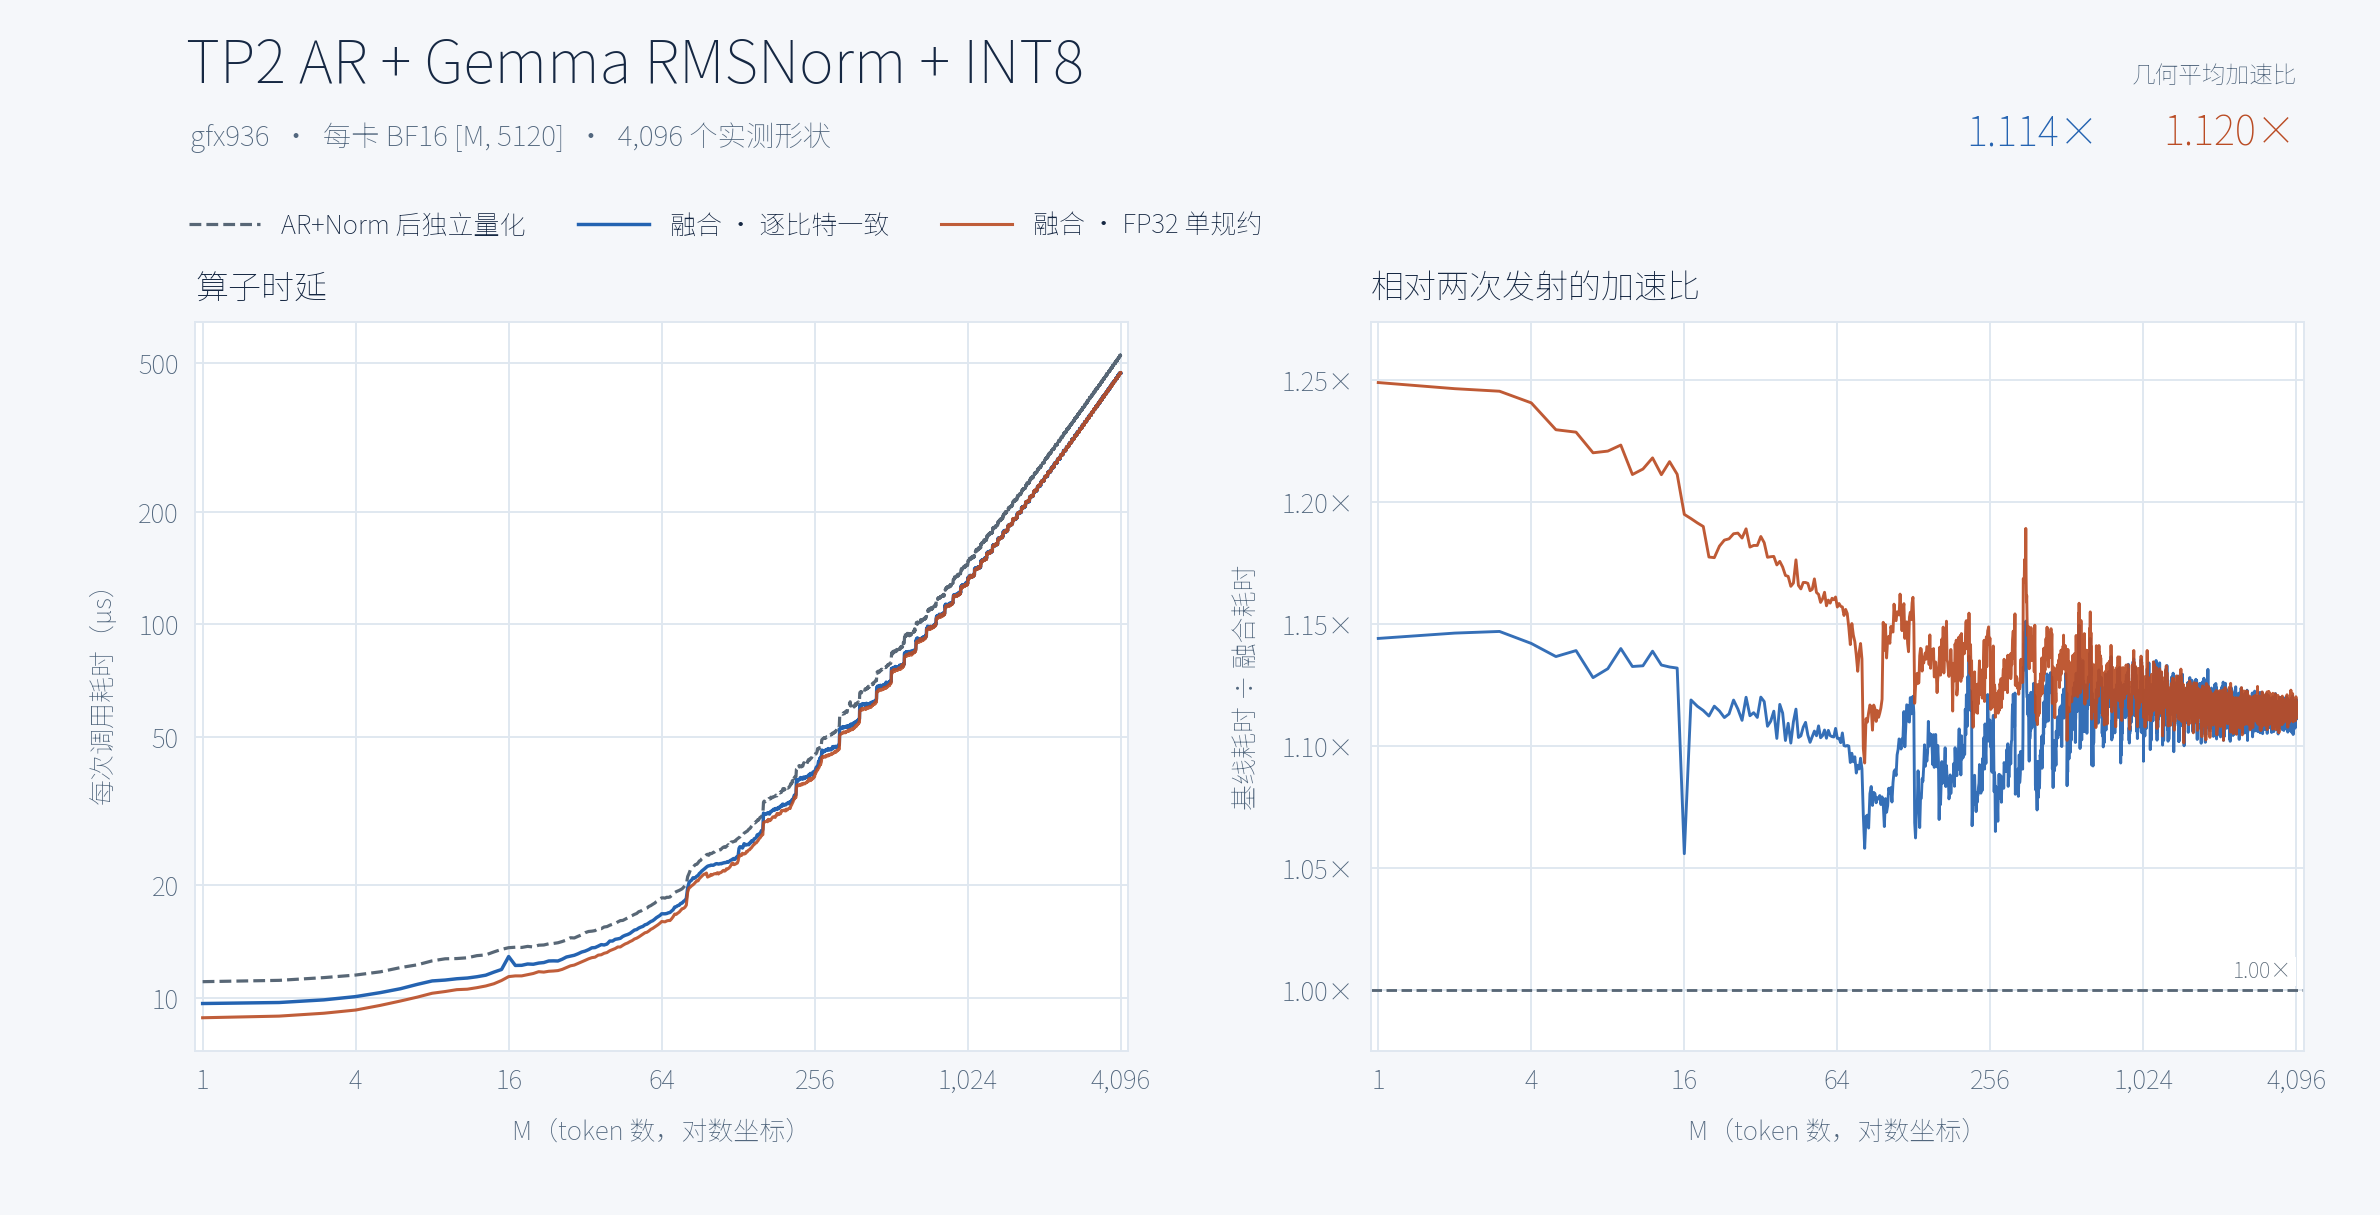 TP2 AR + Gemma RMSNorm + INT8
gfx936 · 每卡 BF16 [M, 5120] · 4,096 个实测形状
几何平均加速比
1.114× 1.120×
AR+Norm 后独立量化 融合 · 逐比特一致 融合 · FP32 单规约
算子时延
每次调用耗时（μs）
500
200
100
50
20
10
1 4 16 64 256 1,024 4,096
M（token 数，对数坐标）
相对两次发射的加速比
基线耗时 ÷ 融合耗时
1.25×
1.20×
1.15×
1.10×
1.05×
1.00×
1.00×
1 4 16 64 256 1,024 4,096
M（token 数，对数坐标）